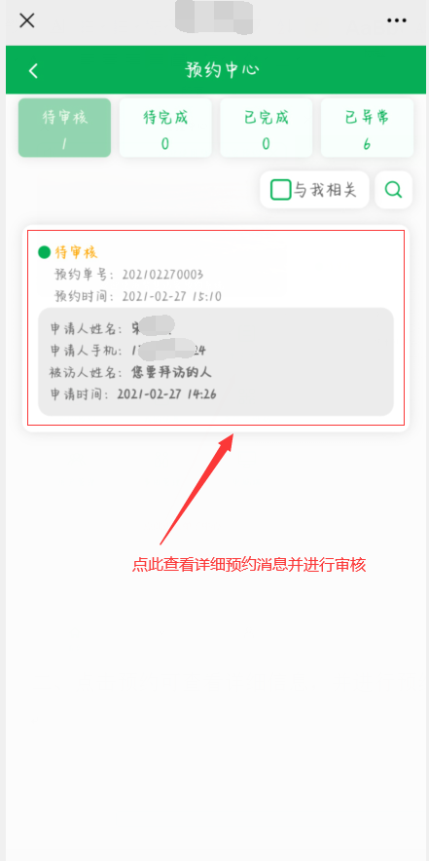 预约中心
待审核
待完成
已完成
已异常
1
0
0
6
与我相关
待审核
预约单号：202102270003
预约时间：2021-02-27 15:10
申请人姓名：
申请人手机：1 24
被访人姓名：您要拜访的人
申请时间：2021-02-27 14:26
点此查看详细预约消息并进行审核